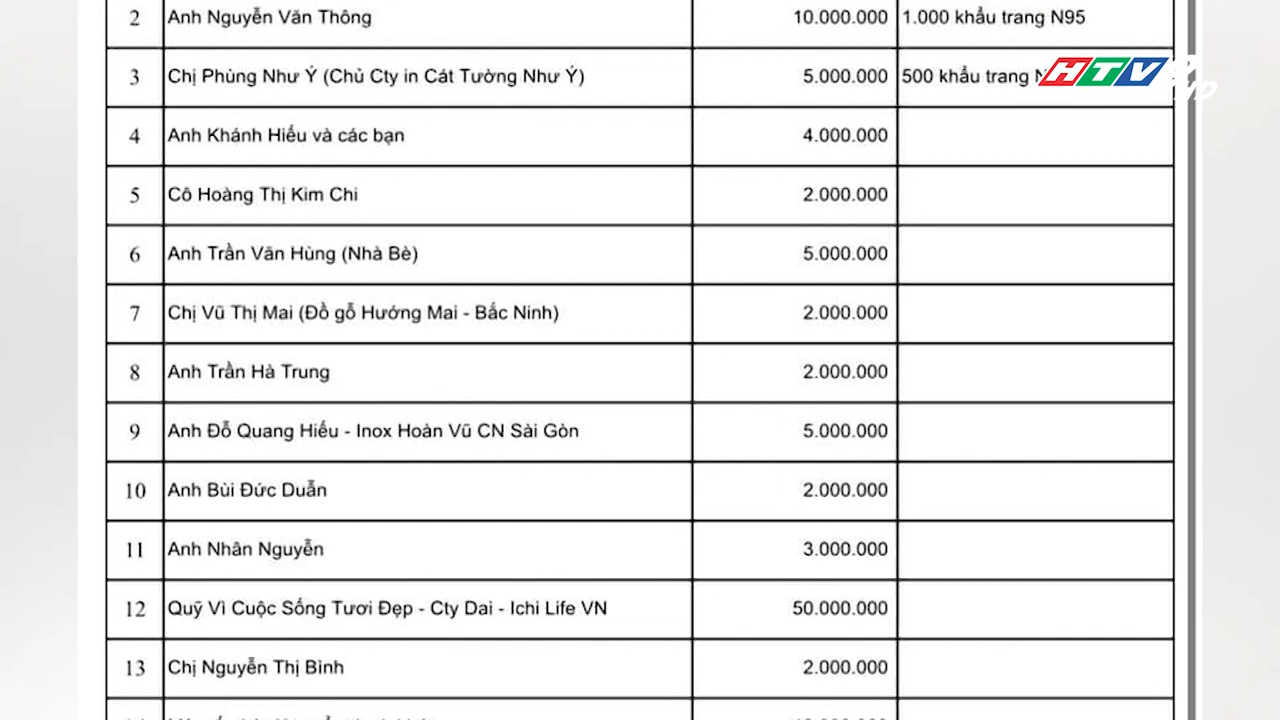 2 Anh Nguyễn Văn Thông 10.000.000 1.000 khẩu trang N95
3 Chị Phùng Như Ý (Chủ Cty in Cát Tường Như Ý) 5.000.000 500 khẩu trang
HTV
HD
4 Anh Khánh Hiếu và các bạn 4.000.000
5 Cô Hoàng Thị Kim Chi 2.000.000
6 Anh Trần Văn Hùng (Nhà Bè) 5.000.000
7 Chị Vũ Thị Mai (Đồ gỗ Hướng Mai - Bắc Ninh) 2.000.000
8 Anh Trần Hà Trung 2.000.000
9 Anh Đỗ Quang Hiếu - Inox Hoàn Vũ CN Sài Gòn 5.000.000
10 Anh Bùi Đức Duẫn 2.000.000
11 Anh Nhân Nguyễn 3.000.000
12 Quỹ Vì Cuộc Sống Tươi Đẹp - Cty Dai - Ichi Life VN 50.000.000
13 Chị Nguyễn Thị Bình 2.000.000